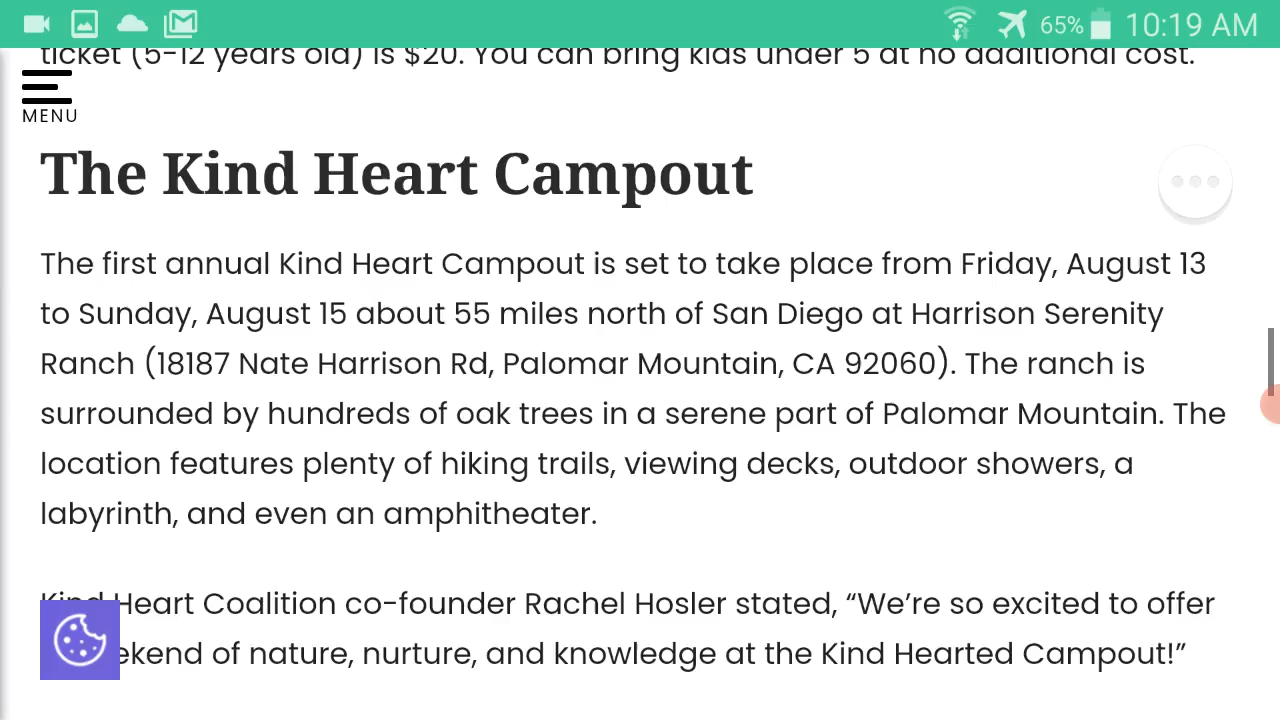 65% 10:19 AM
ticket (5-12 years old) is $20. You can bring kids under 5 at no additional cost.
MENU
The Kind Heart Campout
The first annual Kind Heart Campout is set to take place from Friday, August 13
to Sunday, August 15 about 55 miles north of San Diego at Harrison Serenity
Ranch (18187 Nate Harrison Rd, Palomar Mountain, CA 92060). The ranch is
surrounded by hundreds of oak trees in a serene part of Palomar Mountain. The
location features plenty of hiking trails, viewing decks, outdoor showers, a
labyrinth, and even an amphitheater.
Kind Heart Coalition co-founder Rachel Hosler stated, “We’re so excited to offer
ekend of nature, nurture, and knowledge at the Kind Hearted Campout!”